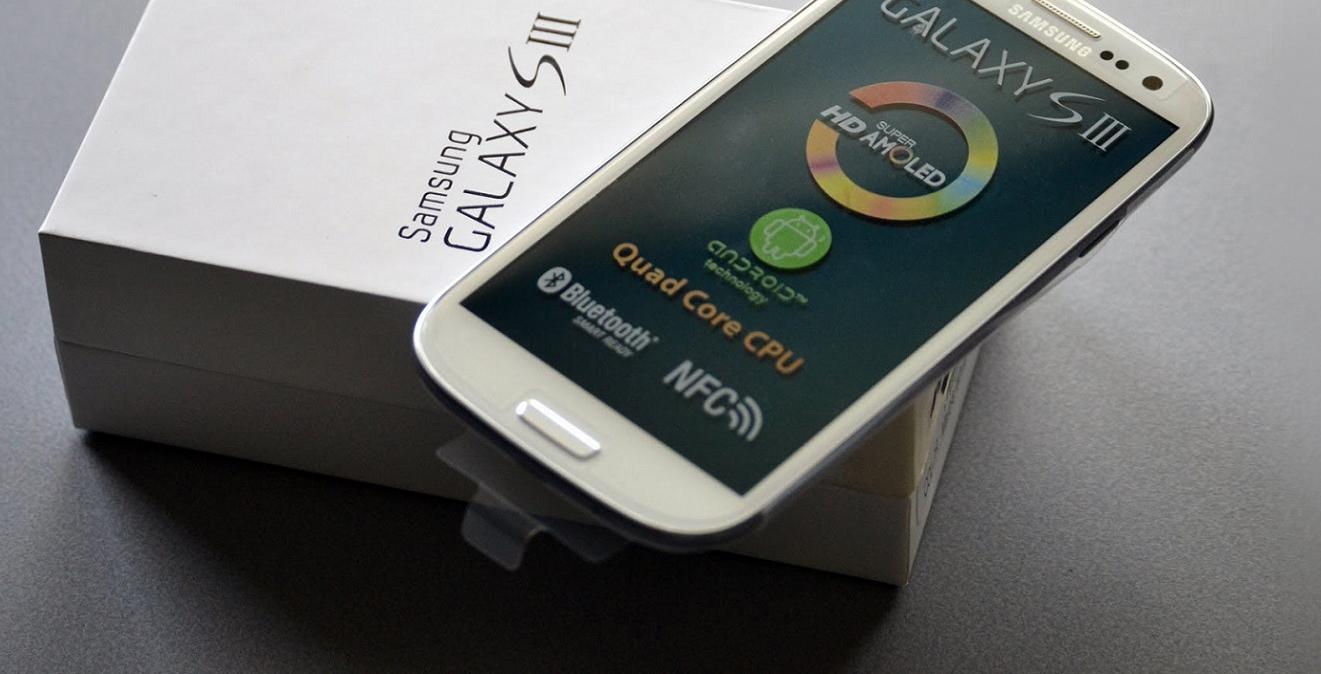 Samsung
GALAXY S III
SAMSUNG
GALAXY S III
SUPER
HD AMOLED
ANDROID™
technology
Quad Core CPU
Bluetooth®
SMART READY
NFC